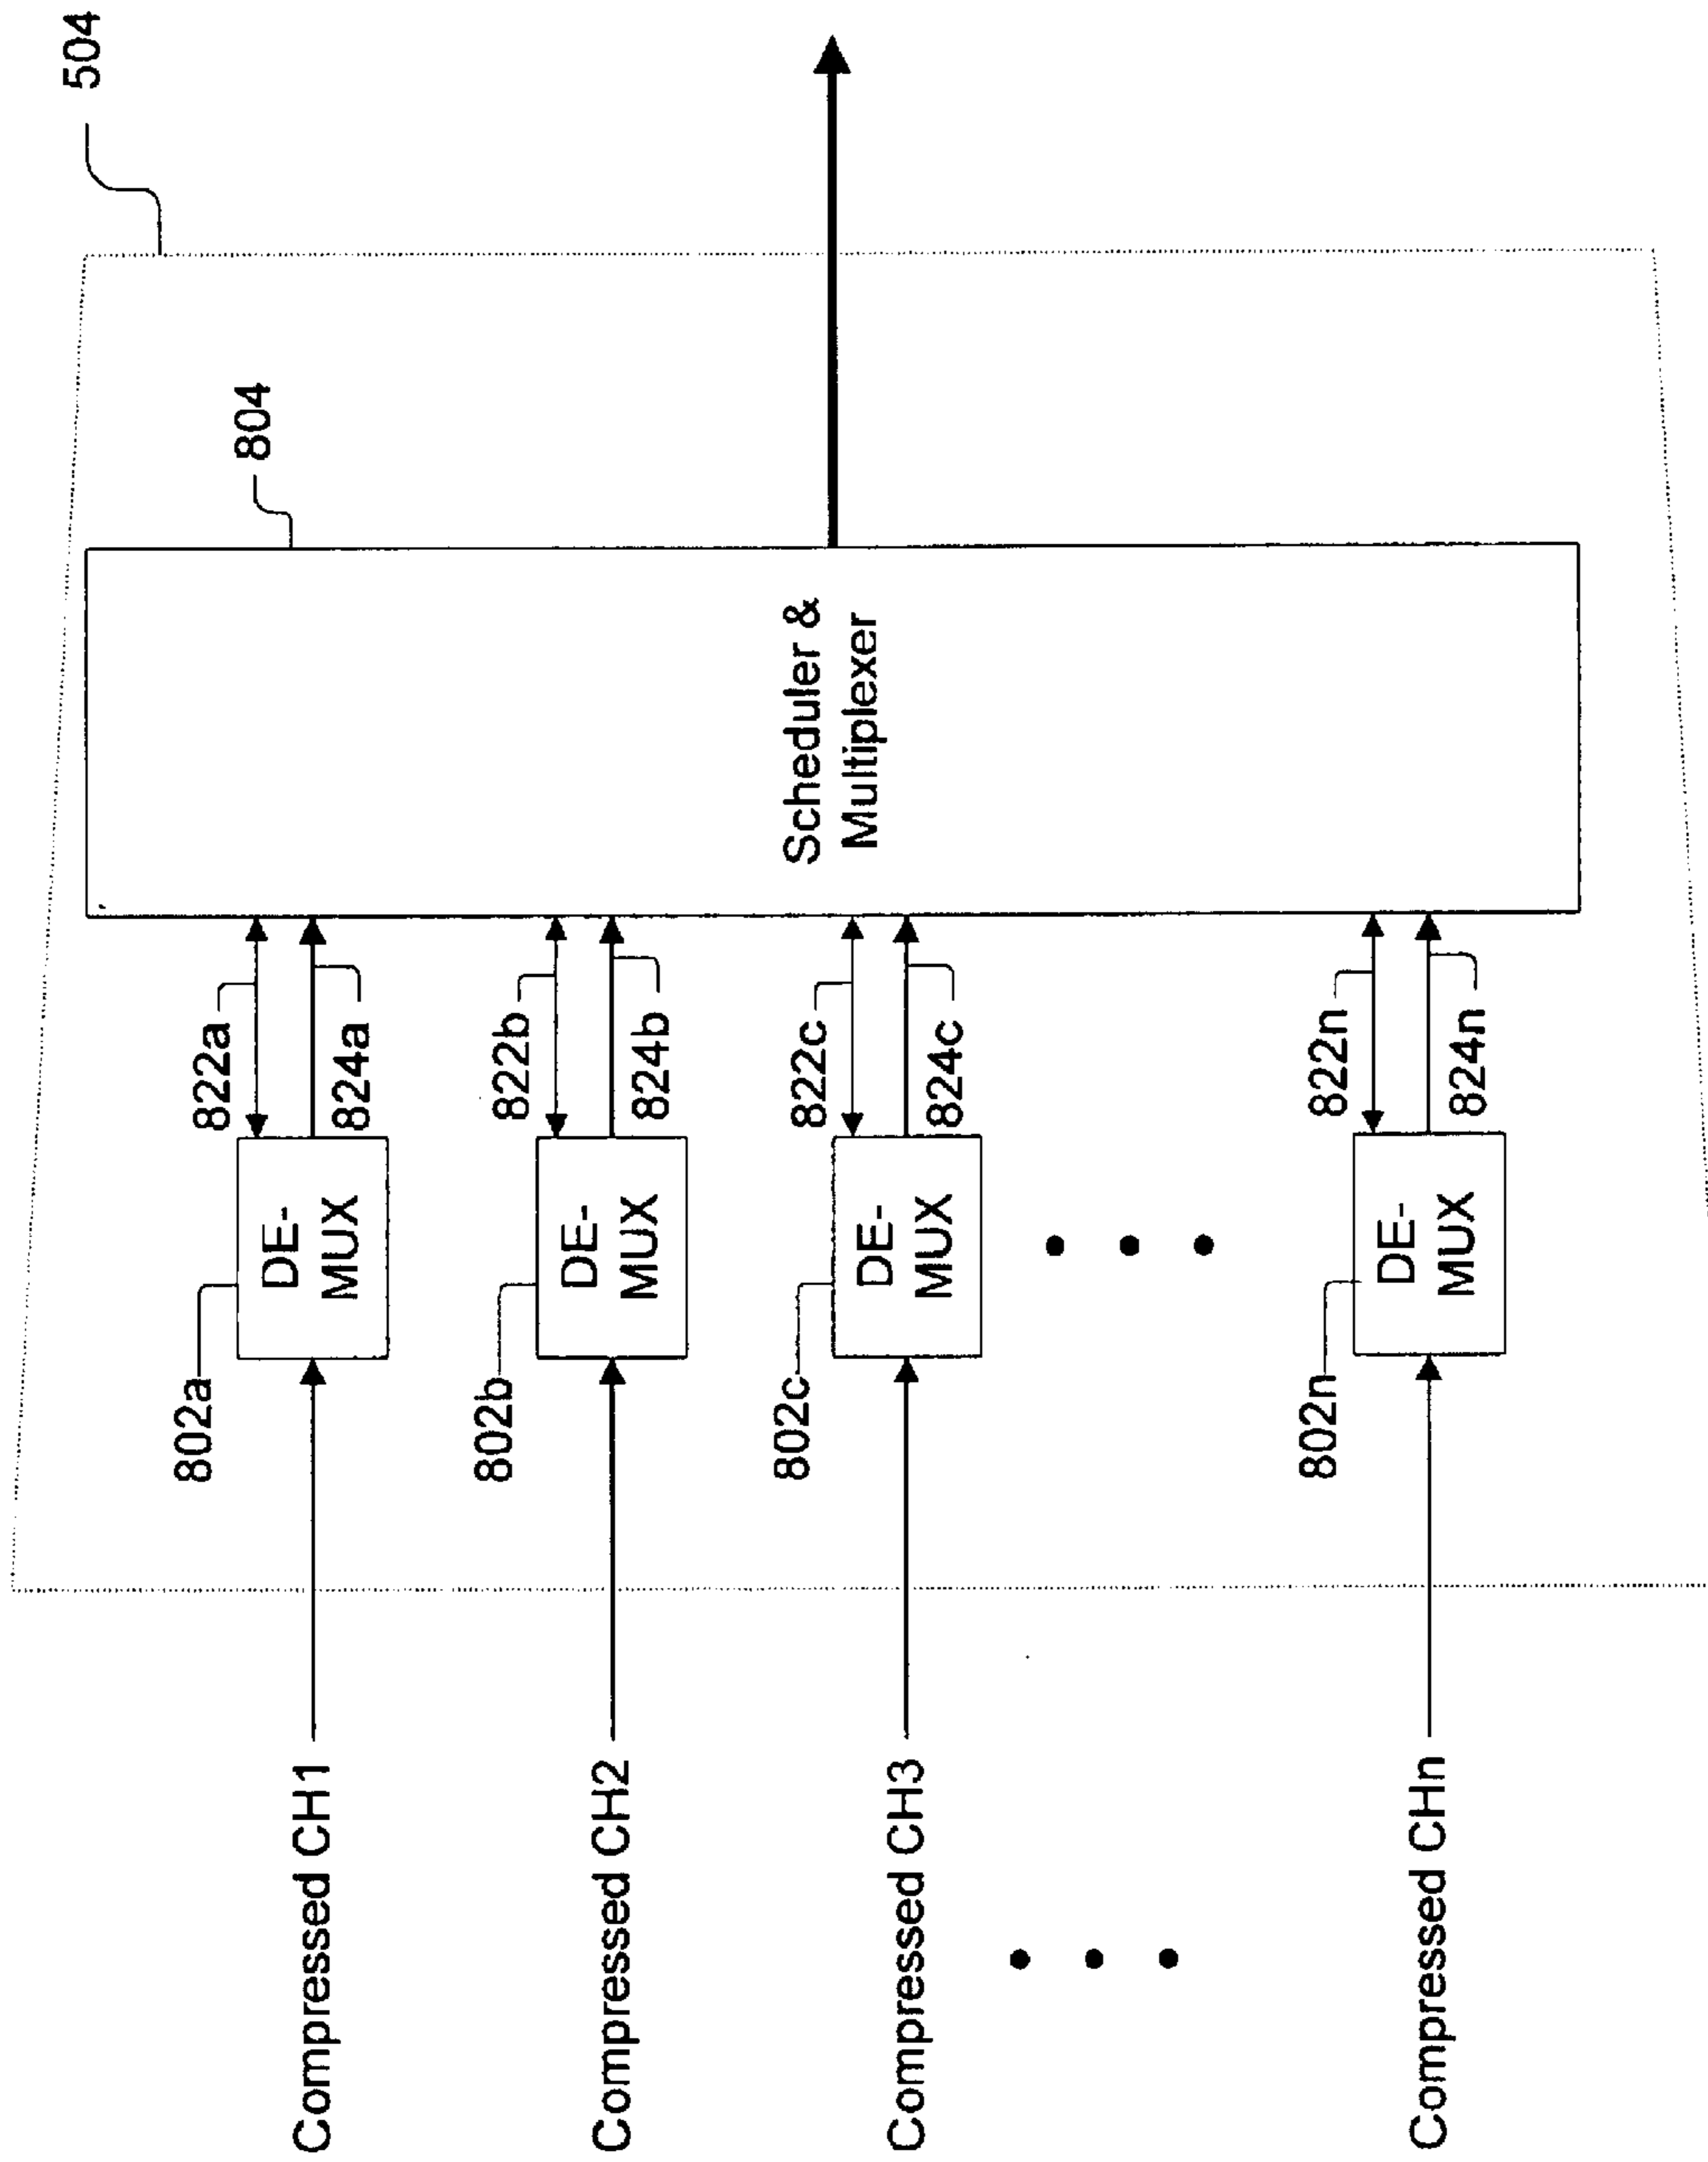 504
804
Scheduler &
Multiplexer
822a
824a
822b
824b
822c
824c
822n
824n
802a
DE-
MUX
802b
DE-
MUX
802c
DE-
MUX
802n
DE-
MUX
Compressed CH1
Compressed CH2
Compressed CH3
Compressed CHn